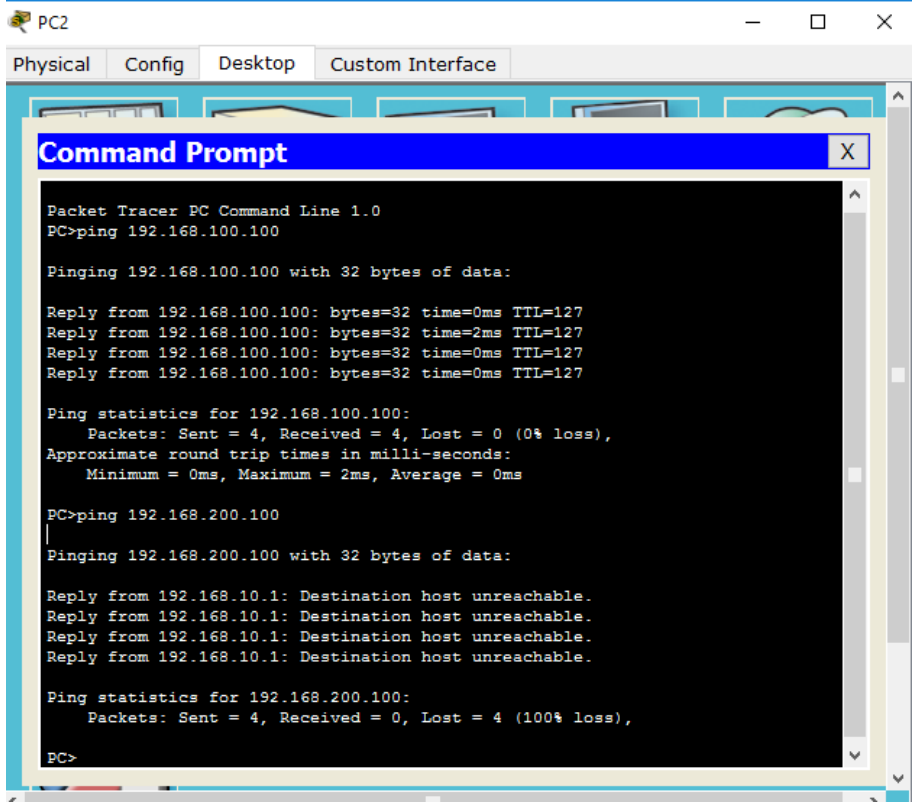 PC2
Physical Config Desktop Custom Interface
Command Prompt
X
Packet Tracer PC Command Line 1.0
PC>ping 192.168.100.100
Pinging 192.168.100.100 with 32 bytes of data:
Reply from 192.168.100.100: bytes=32 time=0ms TTL=127
Reply from 192.168.100.100: bytes=32 time=2ms TTL=127
Reply from 192.168.100.100: bytes=32 time=0ms TTL=127
Reply from 192.168.100.100: bytes=32 time=0ms TTL=127
Ping statistics for 192.168.100.100:
Packets: Sent = 4, Received = 4, Lost = 0 (0% loss),
Approximate round trip times in milli-seconds:
Minimum = 0ms, Maximum = 2ms, Average = 0ms
PC>ping 192.168.200.100
Pinging 192.168.200.100 with 32 bytes of data:
Reply from 192.168.10.1: Destination host unreachable.
Reply from 192.168.10.1: Destination host unreachable.
Reply from 192.168.10.1: Destination host unreachable.
Reply from 192.168.10.1: Destination host unreachable.
Ping statistics for 192.168.200.100:
Packets: Sent = 4, Received = 0, Lost = 4 (100% loss),
PC>